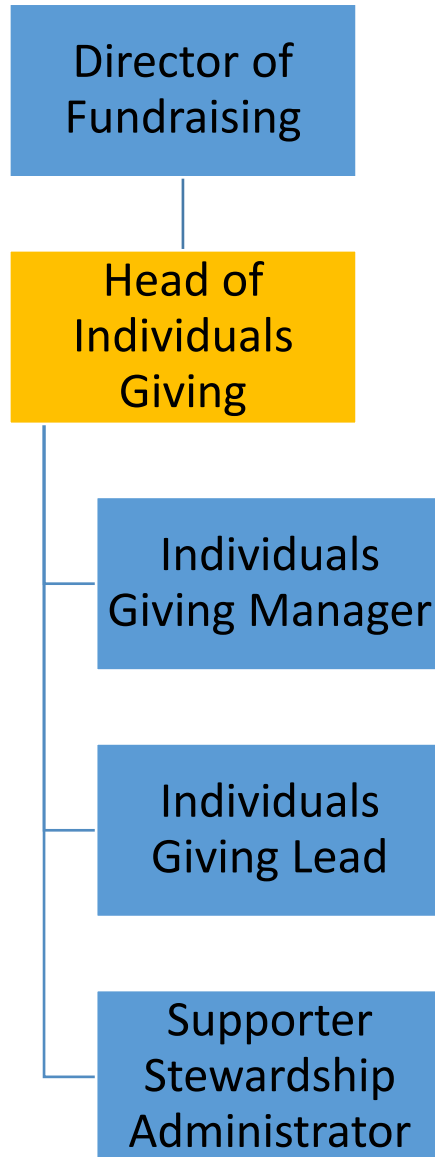 Director of
Fundraising
Head of
Individuals
Giving
Individuals
Giving Manager
Individuals
Giving Lead
Supporter
Stewardship
Administrator